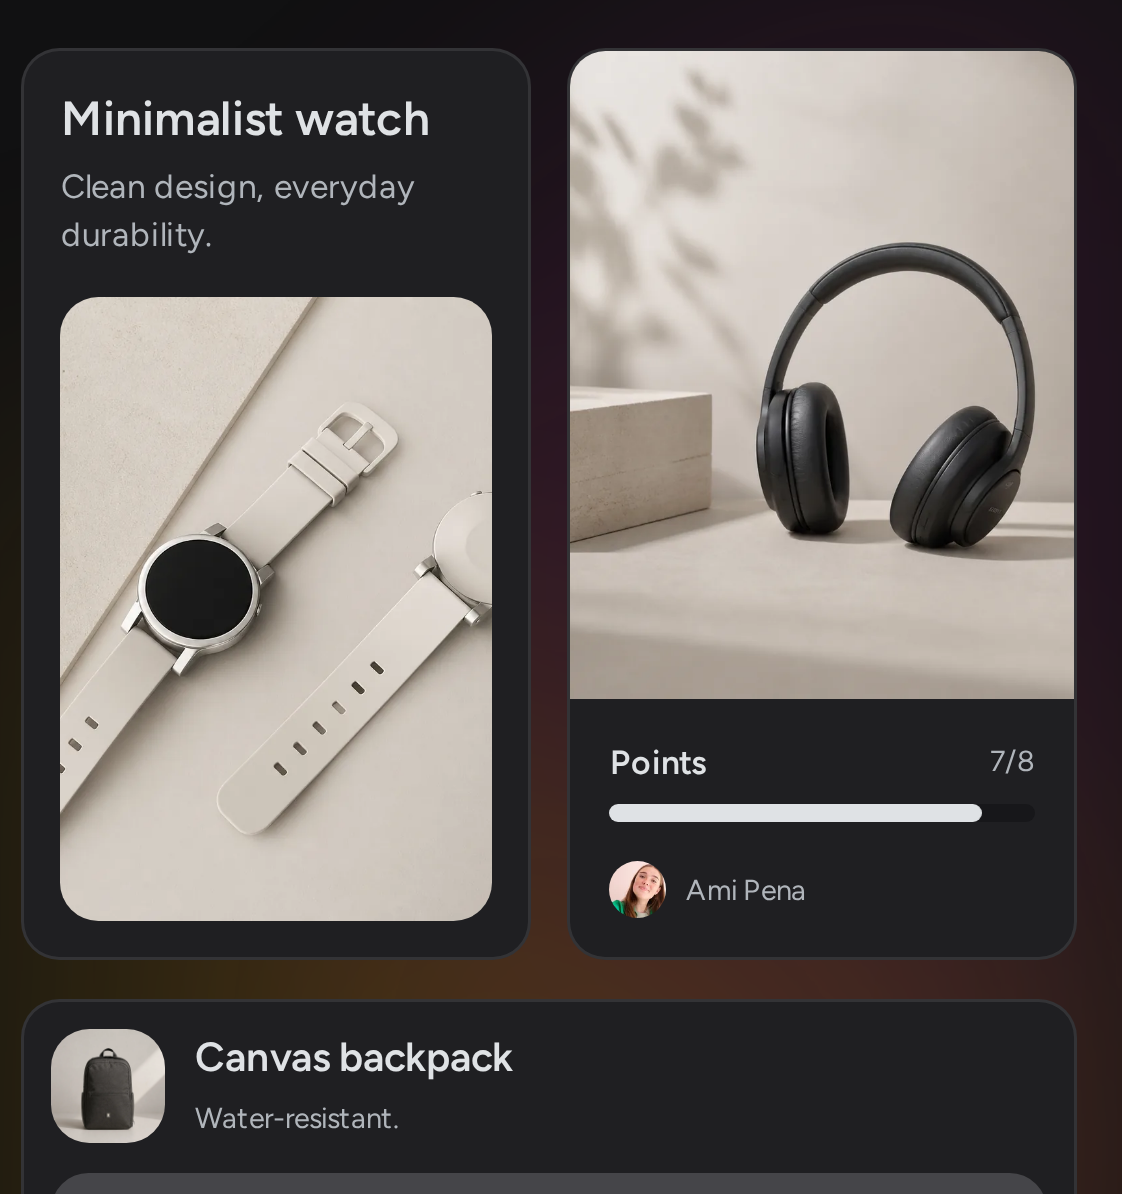 Minimalist watch
Clean design, everyday
durability.
Points
7/8
Ami Pena
Canvas backpack
Water-resistant.